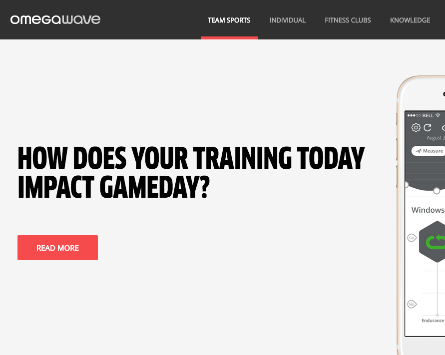 omegawave
TEAM SPORTS
INDIVIDUAL
FITNESS CLUBS
KNOWLEDGE
HOW DOES YOUR TRAINING TODAY
IMPACT GAMEDAY?
READ MORE
BELL
August
Measure
Windows
Endurance